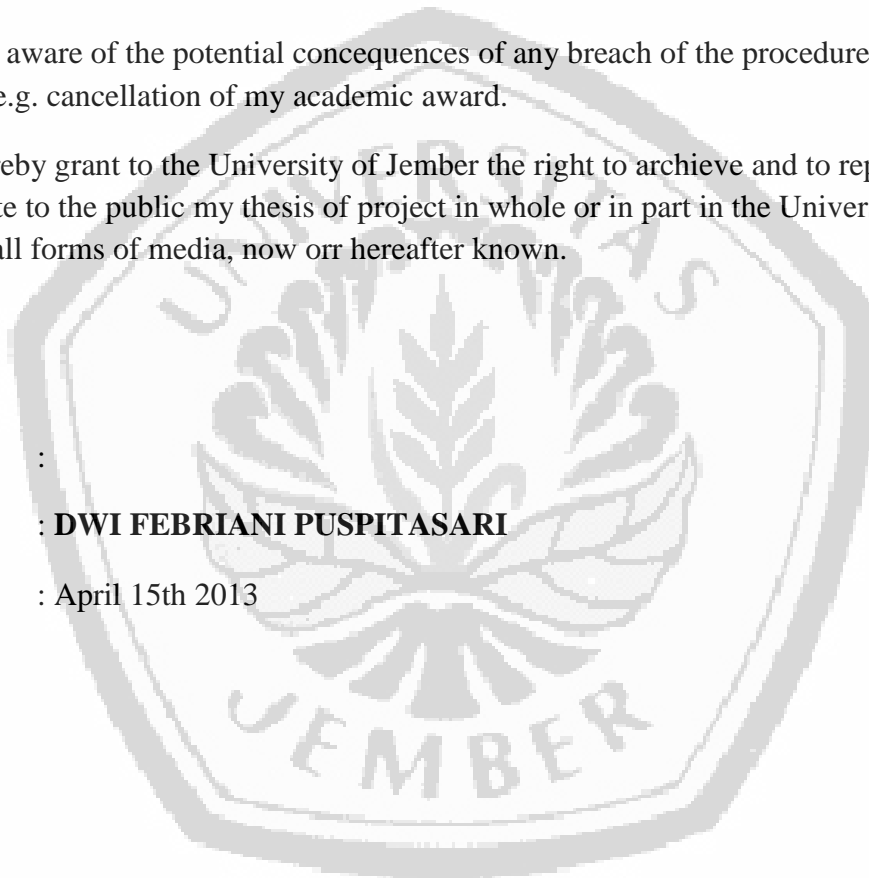 aware of the potential concequences of any breach of the procedure
e.g. cancellation of my academic award.
reby grant to the University of Jember the right to archieve and to rep
te to the public my thesis of project in whole or in part in the Univer
all forms of media, now orr hereafter known.
UNIVERSITAS
:
: DWI FEBRIANI PUSPITASARI
: April 15th 2013
JEMBER